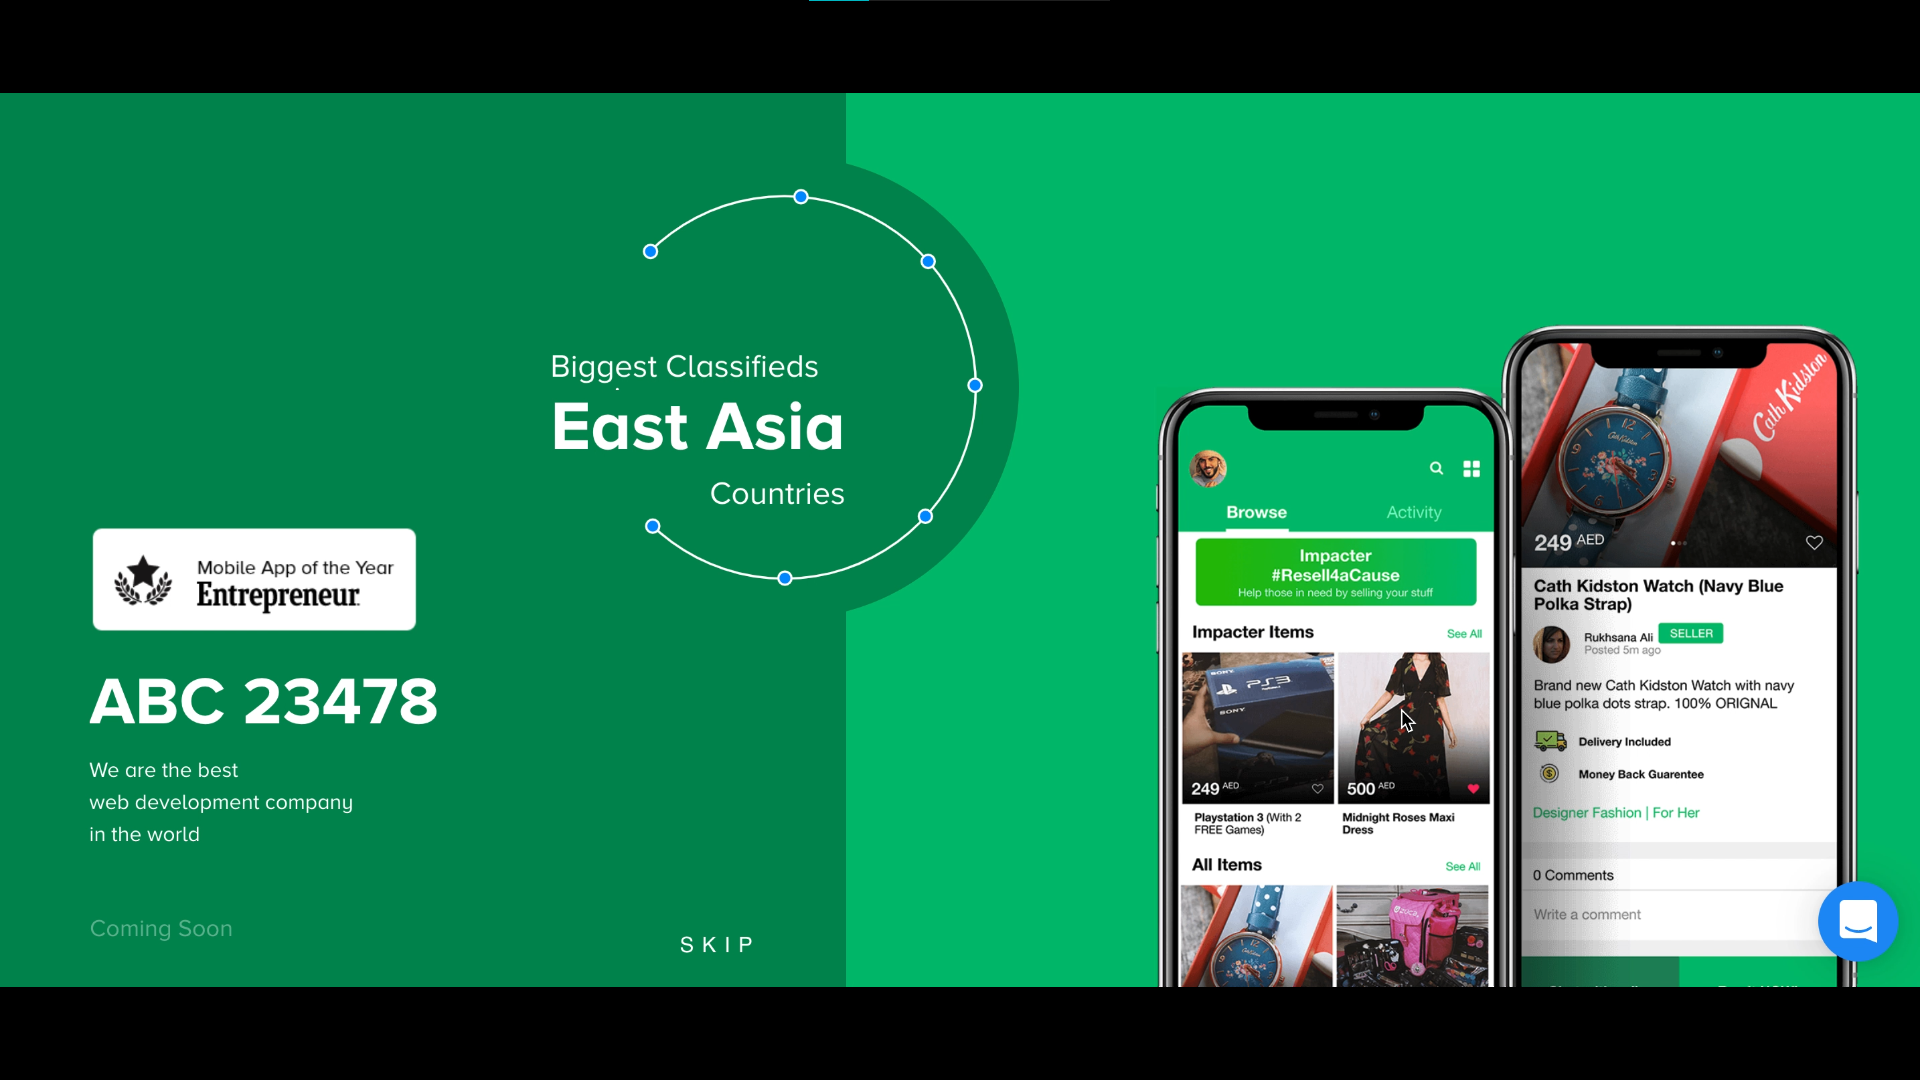 Biggest Classifieds
East Asia
Countries
Mobile App of the Year
Entrepreneur
ABC 23478
We are the best
web development company
in the world
Coming Soon
SKIP
Browse
Activity
Impacter
#Resell4aCause
Help those in need by selling your stuff
Impacter Items
See All
SONY
PS3
SONY
249 AED
500 AED
Playstation 3 (With 2
FREE Games)
Midnight Roses Maxi
Dress
All Items
See All
Cath Kidston
249 AED
Cath Kidston Watch (Navy Blue
Polka Strap)
Rukhsana Ali
SELLER
Posted 5m ago
Brand new Cath Kidston Watch with navy
blue polka dots strap. 100% ORIGNAL
Delivery Included
Money Back Guarentee
Designer Fashion | For Her
0 Comments
Write a comment